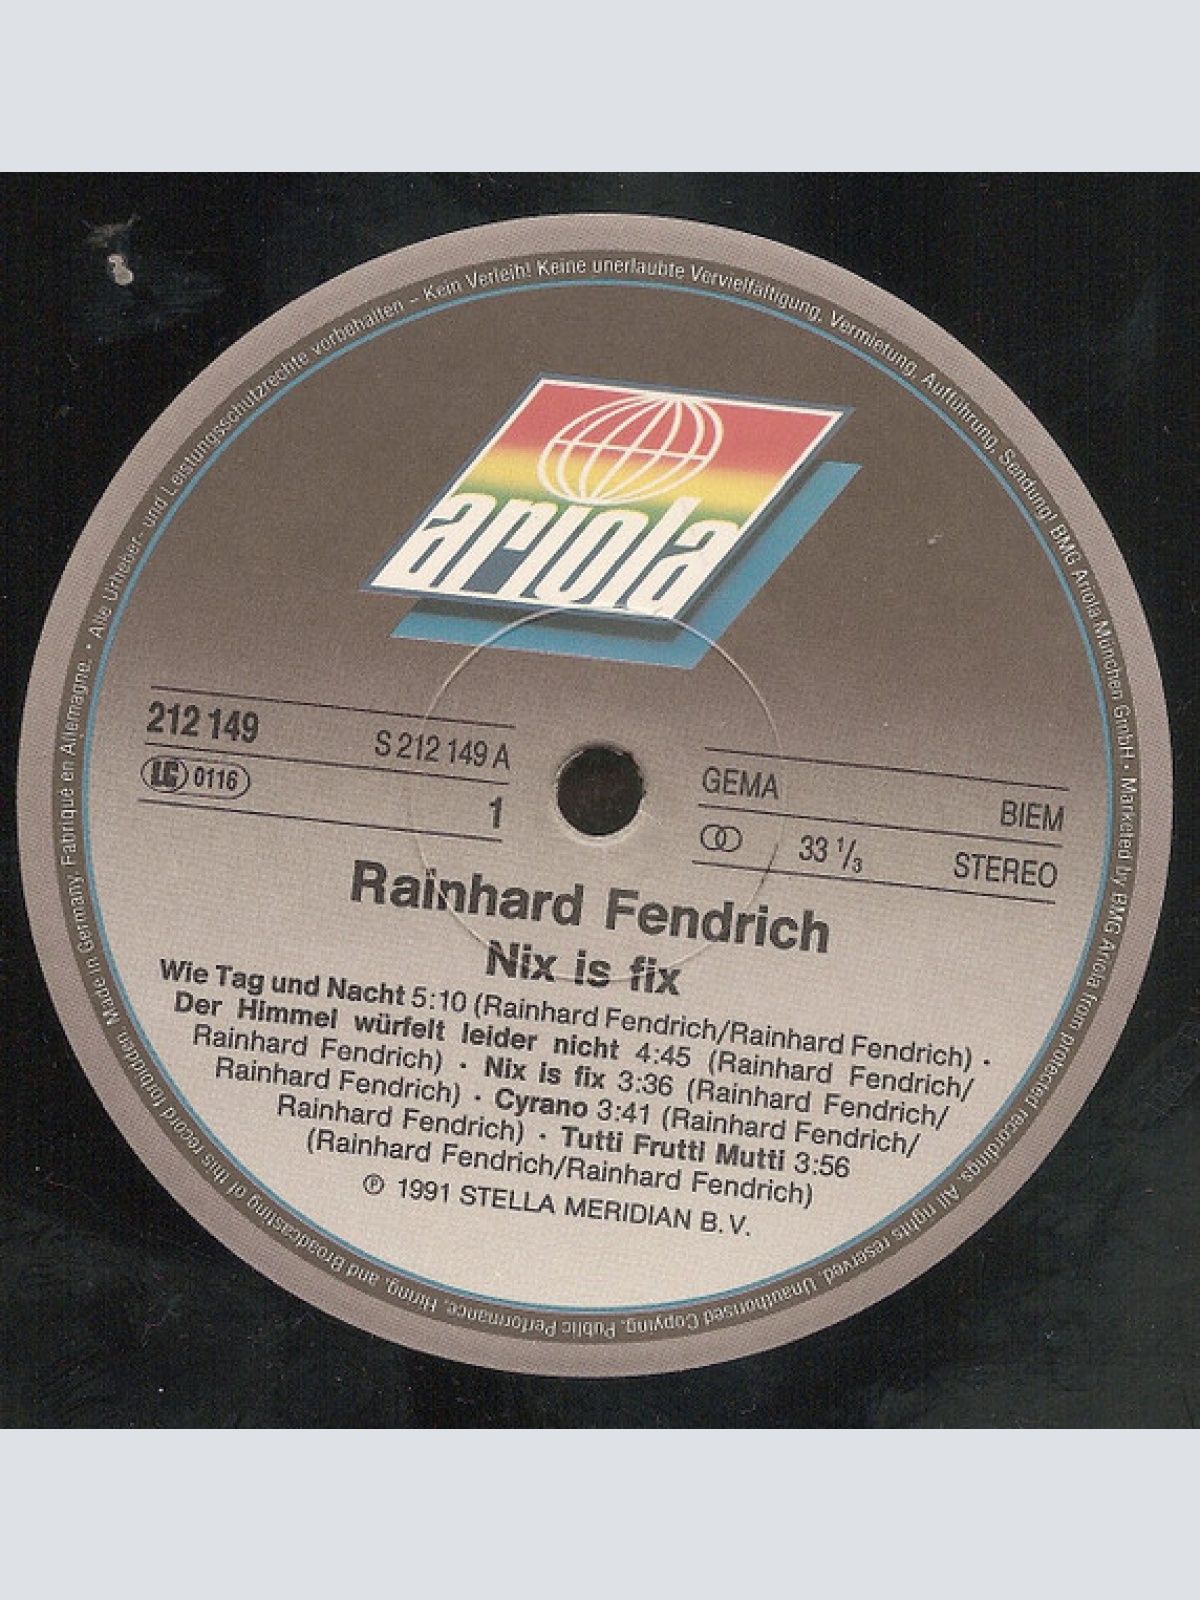 Alle Urheber- und Leistungsschutzrechte vorbehalten – Kein Verleih! Keine unerlaubte Vervielfältigung, Vermietung, Aufführung, Sendung! BMG Ariola München GmbH · Marketed by BMG Ariola from protected recordings. All rights reserved. Unauthorised Copying, Public Performance, Hiring, and Broadcasting of this record forbidden. Made in Germany. Fabriqué en Allemagne. ·
ariola
212 149 S 212 149 A
LC 0116
1
GEMA BIEM
33 1/3 STEREO
Rainhard Fendrich
Nix is fix
Wie Tag und Nacht 5:10 (Rainhard Fendrich/Rainhard Fendrich) ·
Der Himmel würfelt leider nicht 4:45 (Rainhard Fendrich/
Rainhard Fendrich) · Nix is fix 3:36 (Rainhard Fendrich/
Rainhard Fendrich) · Cyrano 3:41 (Rainhard Fendrich/
Rainhard Fendrich) · Tutti Frutti Mutti 3:56
(Rainhard Fendrich/Rainhard Fendrich)
℗ 1991 STELLA MERIDIAN B.V.